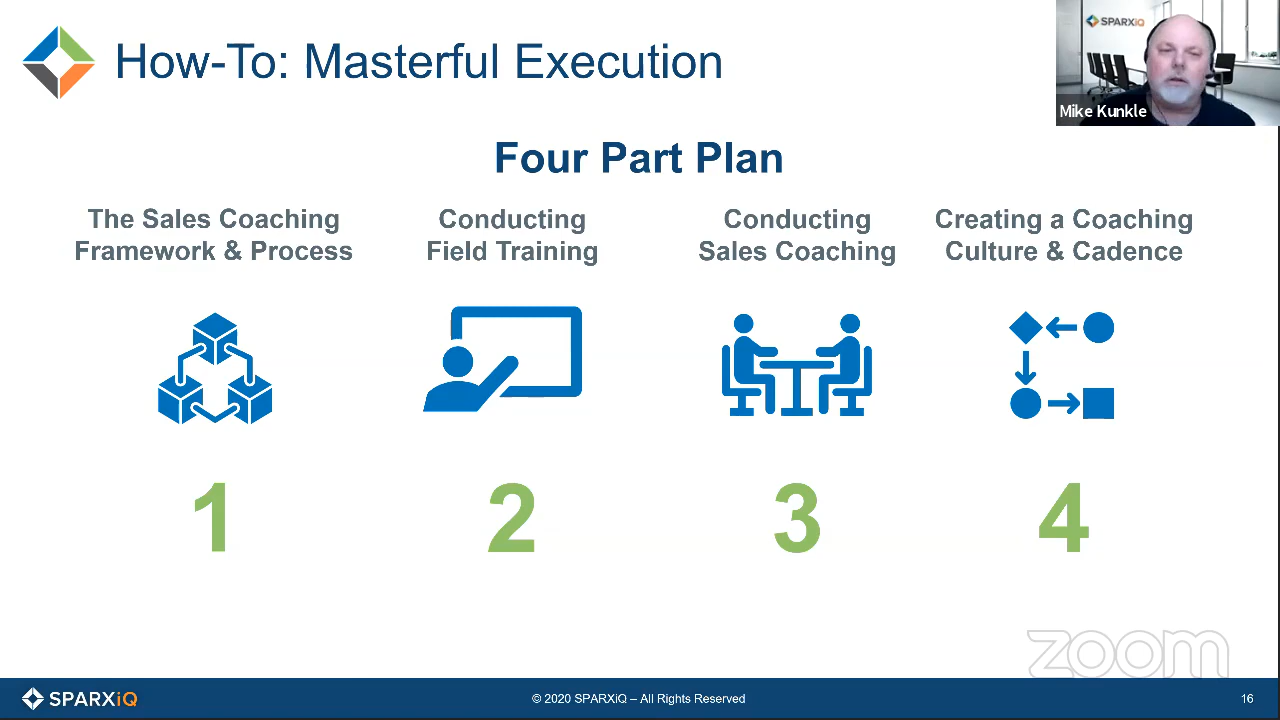 How-To: Masterful Execution
SPARXiQ
Mike Kunkle
Four Part Plan
The Sales Coaching
Framework & Process
Conducting
Field Training
Conducting
Sales Coaching
Creating a Coaching
Culture & Cadence
1
2
3
4
zoom
SPARXiQ
© 2020 SPARXiQ – All Rights Reserved
16